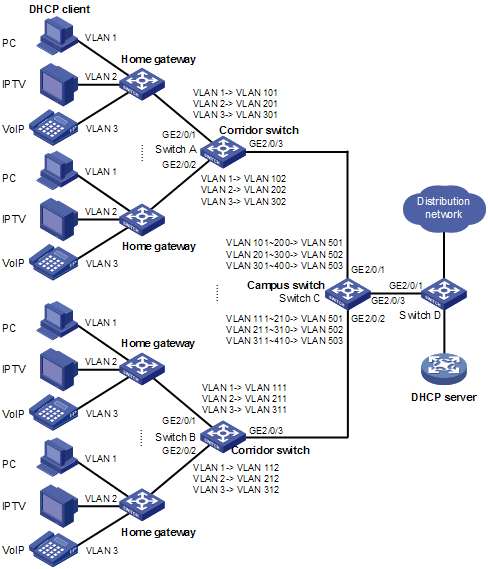 DHCP client
VLAN 1
PC
Home gateway
VLAN 2
IPTV
VLAN 1-> VLAN 101
VLAN 2-> VLAN 201
VLAN 3-> VLAN 301
VoIP
VLAN 3
GE2/0/1
Corridor switch
Switch A
GE2/0/3
GE2/0/2
VLAN 1
PC
VLAN 1-> VLAN 102
VLAN 2-> VLAN 202
VLAN 3-> VLAN 302
IPTV
VLAN 2
Home gateway
VoIP
VLAN 3
Distribution
network
VLAN 101~200-> VLAN 501
VLAN 201~300-> VLAN 502
VLAN 301~400-> VLAN 503
GE2/0/1
Campus switch
Switch C
GE2/0/1
GE2/0/3
GE2/0/2
Switch D
VLAN 111~210-> VLAN 501
VLAN 211~310-> VLAN 502
VLAN 311~410-> VLAN 503
DHCP server
VLAN 1
PC
Home gateway
VLAN 2
IPTV
VLAN 1-> VLAN 111
VLAN 2-> VLAN 211
VLAN 3-> VLAN 311
VoIP
VLAN 3
GE2/0/1
Switch B
GE2/0/3
GE2/0/2
Corridor switch
PC
VLAN 1
VLAN 1-> VLAN 112
VLAN 2-> VLAN 212
VLAN 3-> VLAN 312
IPTV
VLAN 2
Home gateway
VoIP
VLAN 3